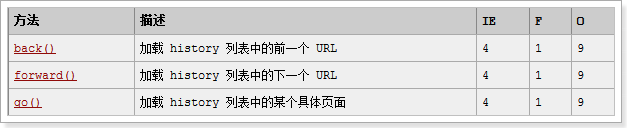 方法 描述 IE F O
back() 加载 history 列表中的前一个 URL 4 1 9
forward() 加载 history 列表中的下一个 URL 4 1 9
go() 加载 history 列表中的某个具体页面 4 1 9